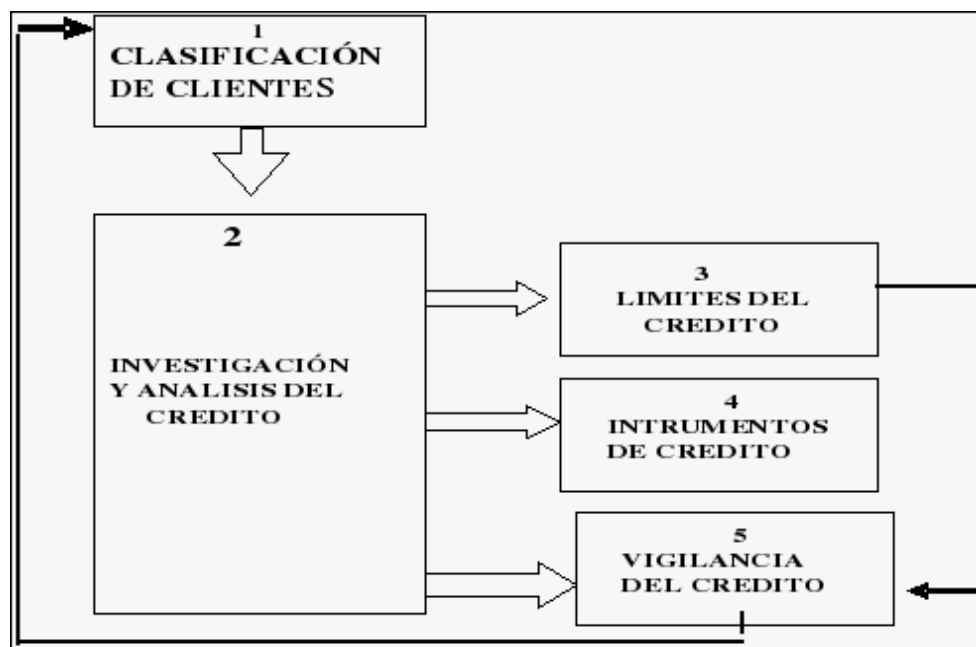 1
CLASIFICACIÓN
DE CLIENTES
2
INVESTIGACIÓN
Y ANALISIS DEL
CREDITO
3
LIMITES DEL
CREDITO
4
INTRUMENTOS
DE CREDITO
5
VIGILANCIA
DEL CREDITO